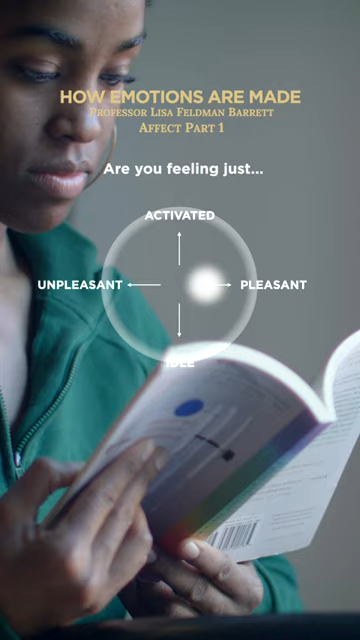 HOW EMOTIONS ARE MADE
PROFESSOR LISA FELDMAN BARRETT
AFFECT PART 1
Are you feeling just...
ACTIVATED
UNPLEASANT
PLEASANT
IDLE